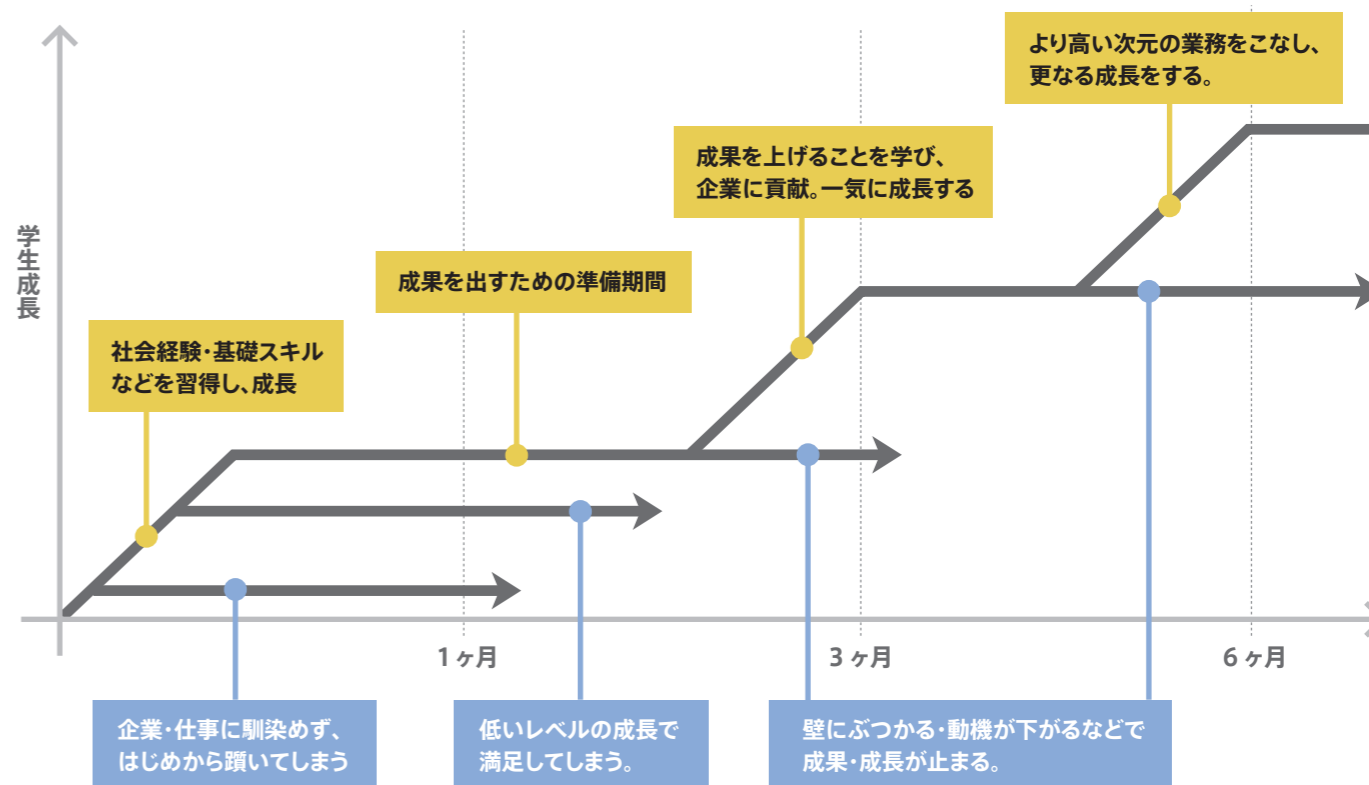 より高い次元の業務をこなし、
更なる成長をする。
成果を上げることを学び、
企業に貢献。一気に成長する
成果を出すための準備期間
社会経験・基礎スキル
などを習得し、成長
学生成長
1ヶ月
3ヶ月
6ヶ月
企業・仕事に馴染めず、
はじめから躓いてしまう
低いレベルの成長で
満足してしまう。
壁にぶつかる・動機が下がるなどで
成果・成長が止まる。